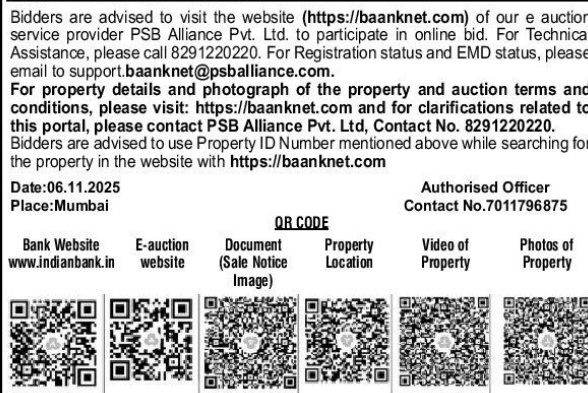 Bidders are advised to visit the website (https://baanknet.com) of our e auction
service provider PSB Alliance Pvt. Ltd. to participate in online bid. For Technica
Assistance, please call 8291220220. For Registration status and EMD status, please
email to support.baanknet@psballiance.com.
For property details and photograph of the property and auction terms and
conditions, please visit: https://baanknet.com and for clarifications related to
this portal, please contact PSB Alliance Pvt. Ltd, Contact No. 8291220220.
Bidders are advised to use Property ID Number mentioned above while searching for
the property in the website with https://baanknet.com
Date:06.11.2025 Authorised Officer
Place:Mumbai Contact No.7011796875
QR CODE
Bank Website E-auction Document Property Video of Photos of
www.indianbank.in website (Sale Notice Location Property Property
Image)